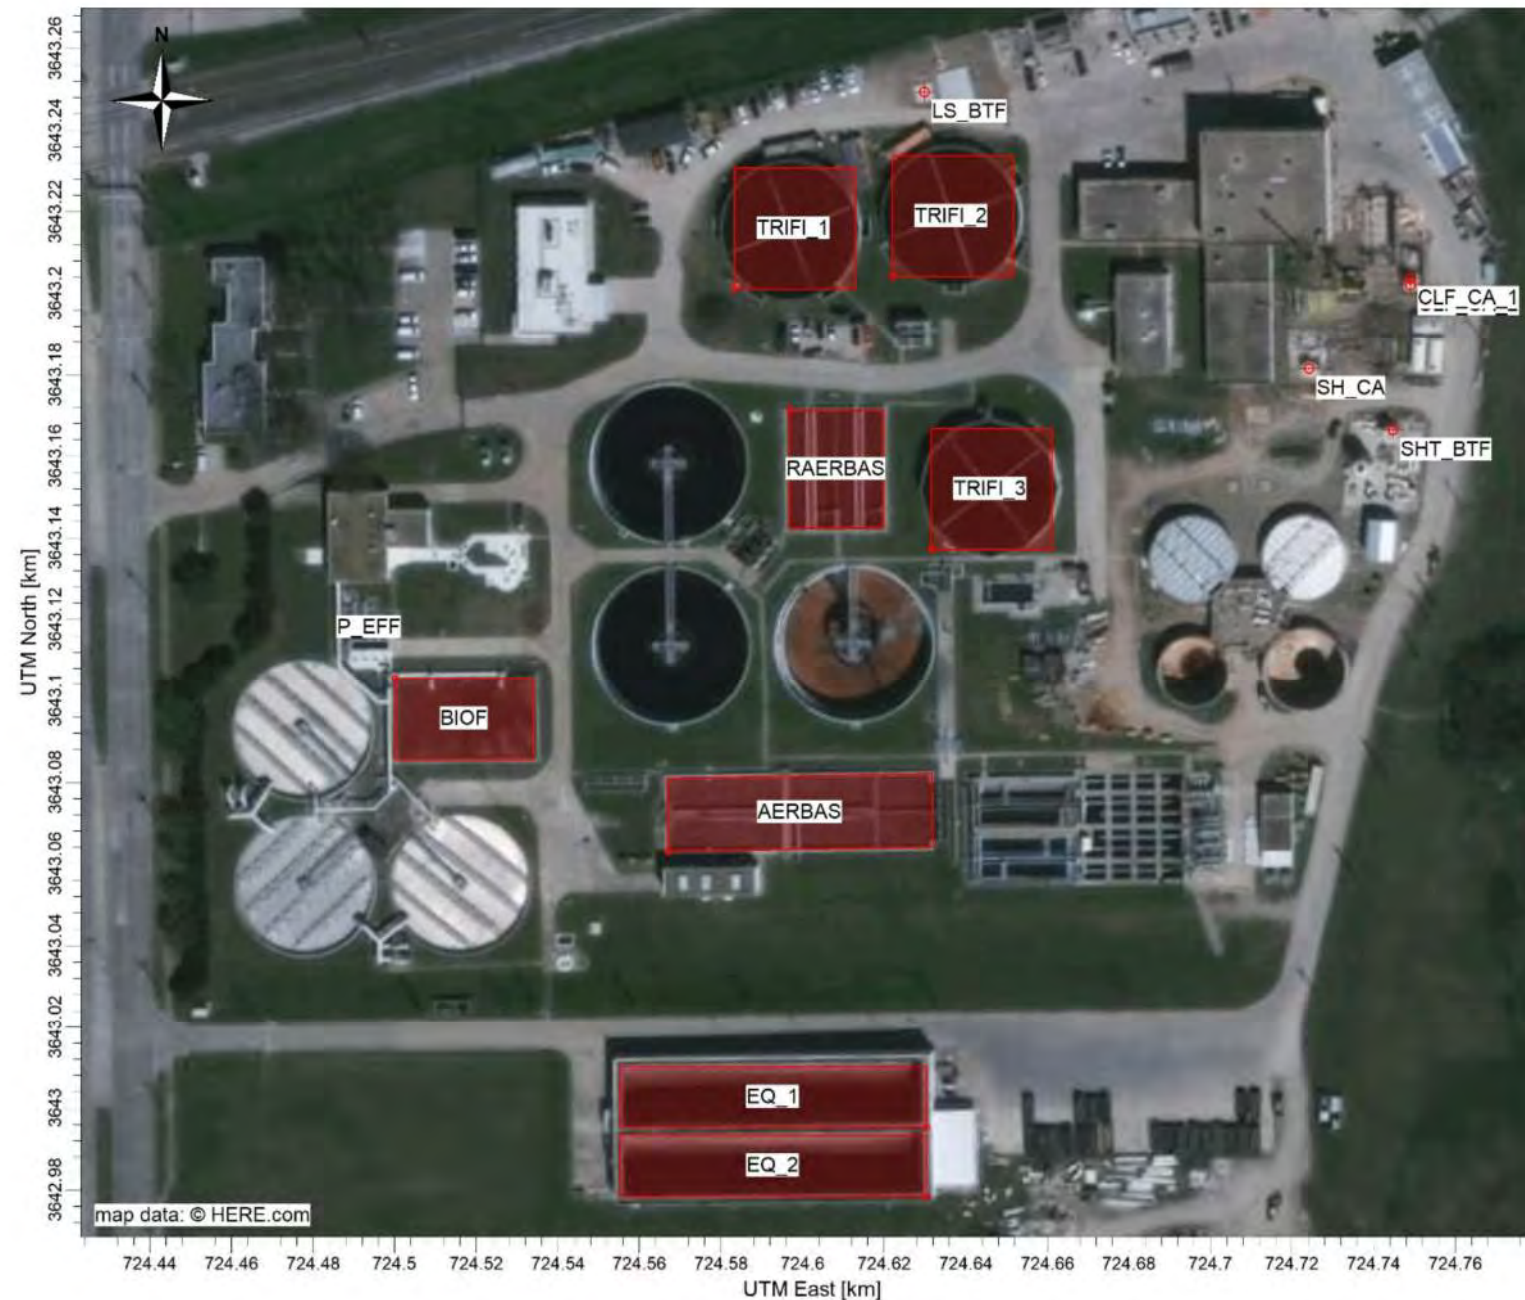 N
LS_BTF
TRIFI_1
TRIFI_2
CLF_CA_1
SH_CA
SHT_BTF
RAERBAS
TRIFI_3
P_EFF
BIOF
AERBAS
EQ_1
EQ_2
map data: © HERE.com
UTM North [km]
3643.26
3643.24
3643.22
3643.2
3643.18
3643.16
3643.14
3643.12
3643.1
3643.08
3643.06
3643.04
3643.02
3643
3642.98
724.44 724.46 724.48 724.5 724.52 724.54 724.56 724.58 724.6 724.62 724.64 724.66 724.68 724.7 724.72 724.74 724.76
UTM East [km]